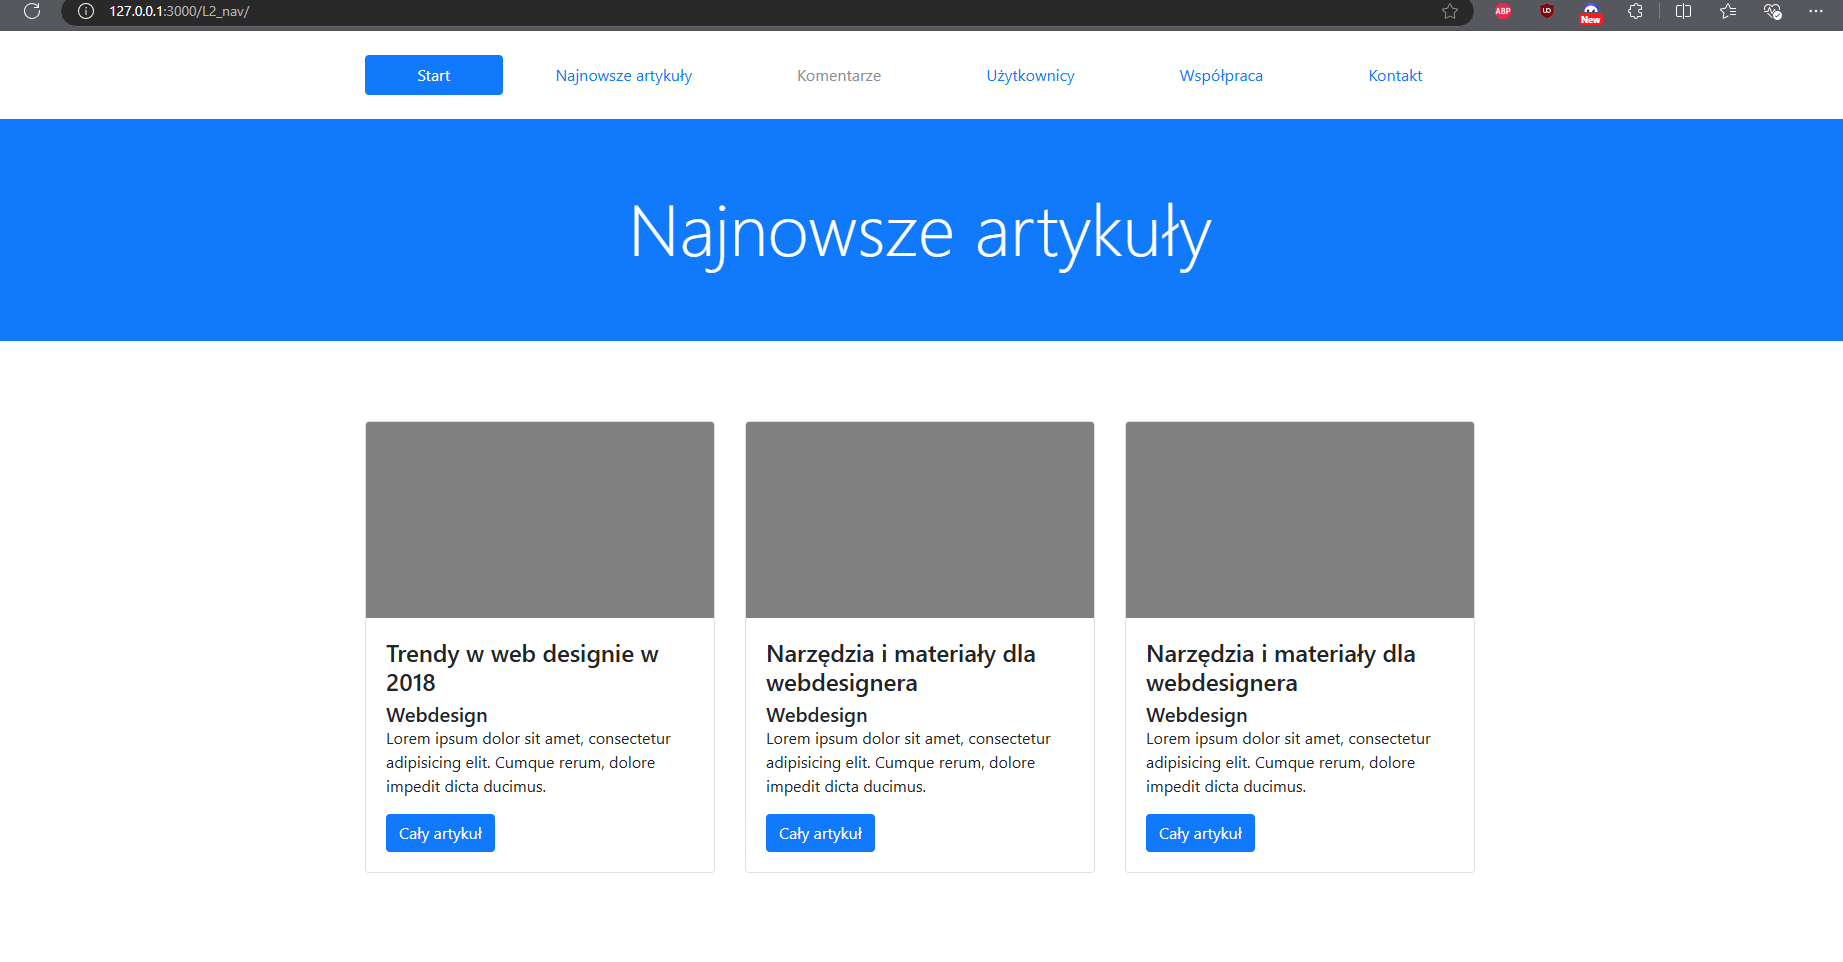 127.0.0.1:3000/L2_nav/
ABP
UD
New
Start
Najnowsze artykuły
Komentarze
Użytkownicy
Współpraca
Kontakt
Najnowsze artykuły
Trendy w web designie w
2018
Webdesign
Lorem ipsum dolor sit amet, consectetur
adipisicing elit. Cumque rerum, dolore
impedit dicta ducimus.
Cały artykuł
Narzędzia i materiały dla
webdesignera
Webdesign
Lorem ipsum dolor sit amet, consectetur
adipisicing elit. Cumque rerum, dolore
impedit dicta ducimus.
Cały artykuł
Narzędzia i materiały dla
webdesignera
Webdesign
Lorem ipsum dolor sit amet, consectetur
adipisicing elit. Cumque rerum, dolore
impedit dicta ducimus.
Cały artykuł